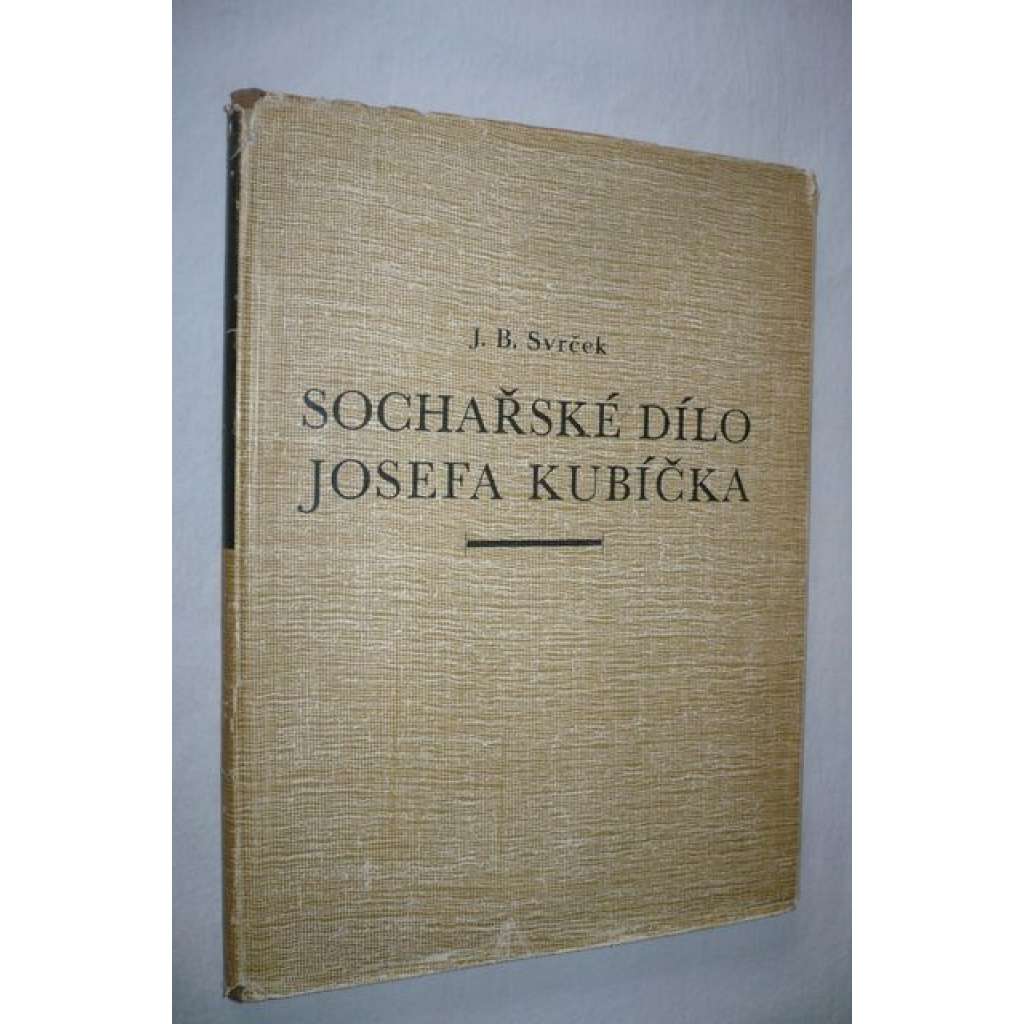 J. B. Svrček
SOCHAŘSKÉ DÍLO
JOSEFA KUBÍČKA